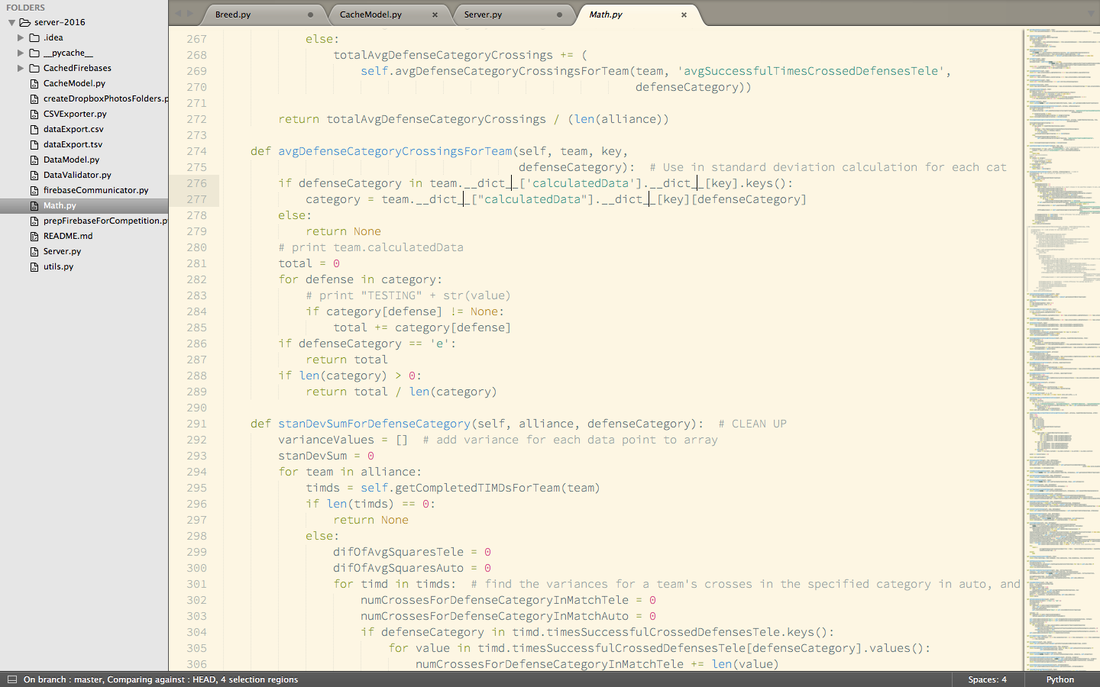 FOLDERS
server-2016
.idea
__pycache__
CachedFirebases
CacheModel.py
createDropboxPhotosFolders.p
CSVExporter.py
dataExport.csv
dataExport.tsv
DataModel.py
DataValidator.py
firebaseCommunicator.py
Math.py
prepFirebaseForCompetition.py
README.md
Server.py
utils.py
Breed.py CacheModel.py Server.py Math.py
267 else:
268 totalAvgDefenseCategoryCrossings += (
269 self.avgDefenseCategoryCrossingsForTeam(team, 'avgSuccessfulTimesCrossedDefensesTele',
270 defenseCategory))
271
272 return totalAvgDefenseCategoryCrossings / (len(alliance))
273
274 def avgDefenseCategoryCrossingsForTeam(self, team, key,
275 defenseCategory): # Use in standard deviation calculation for each cat
276 if defenseCategory in team.__dict__['calculatedData'].__dict__[key].keys():
277 category = team.__dict__["calculatedData"].__dict__[key][defenseCategory]
278 else:
279 return None
280 # print team.calculatedData
281 total = 0
282 for defense in category:
283 # print "TESTING" + str(value)
284 if category[defense] != None:
285 total += category[defense]
286 if defenseCategory == 'e':
287 return total
288 if len(category) > 0:
289 return total / len(category)
290
291 def stanDevSumForDefenseCategory(self, alliance, defenseCategory): # CLEAN UP
292 varianceValues = [] # add variance for each data point to array
293 stanDevSum = 0
294 for team in alliance:
295 timds = self.getCompletedTIMDsForTeam(team)
296 if len(timds) == 0:
297 return None
298 else:
299 difOfAvgSquaresTele = 0
300 difOfAvgSquaresAuto = 0
301 for timd in timds: # find the variances for a team's crosses in the specified category in auto, and
302 numCrossesForDefenseCategoryInMatchTele = 0
303 numCrossesForDefenseCategoryInMatchAuto = 0
304 if defenseCategory in timd.timesSuccessfulCrossedDefensesTele.keys():
305 for value in timd.timesSuccessfulCrossedDefensesTele[defenseCategory].values():
306 numCrossesForDefenseCategoryInMatchTele += len(value)
On branch : master, Comparing against : HEAD, 4 selection regions Spaces: 4 Python